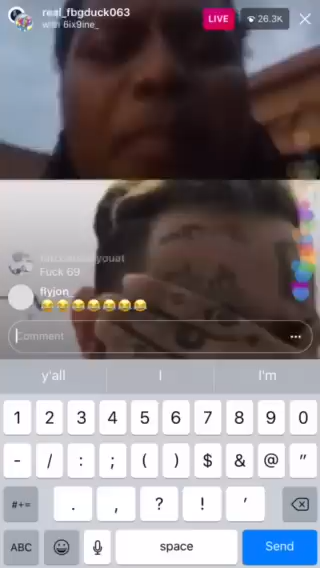 real_fbgduck063
with 6ix9ine_
LIVE
26.3K
Fuck 69
flyjon_
Comment
y'all
I
I'm
1 2 3 4 5 6 7 8 9 0
- / : ; ( ) $ & @ "
#+= . , ? ! '
ABC space Send